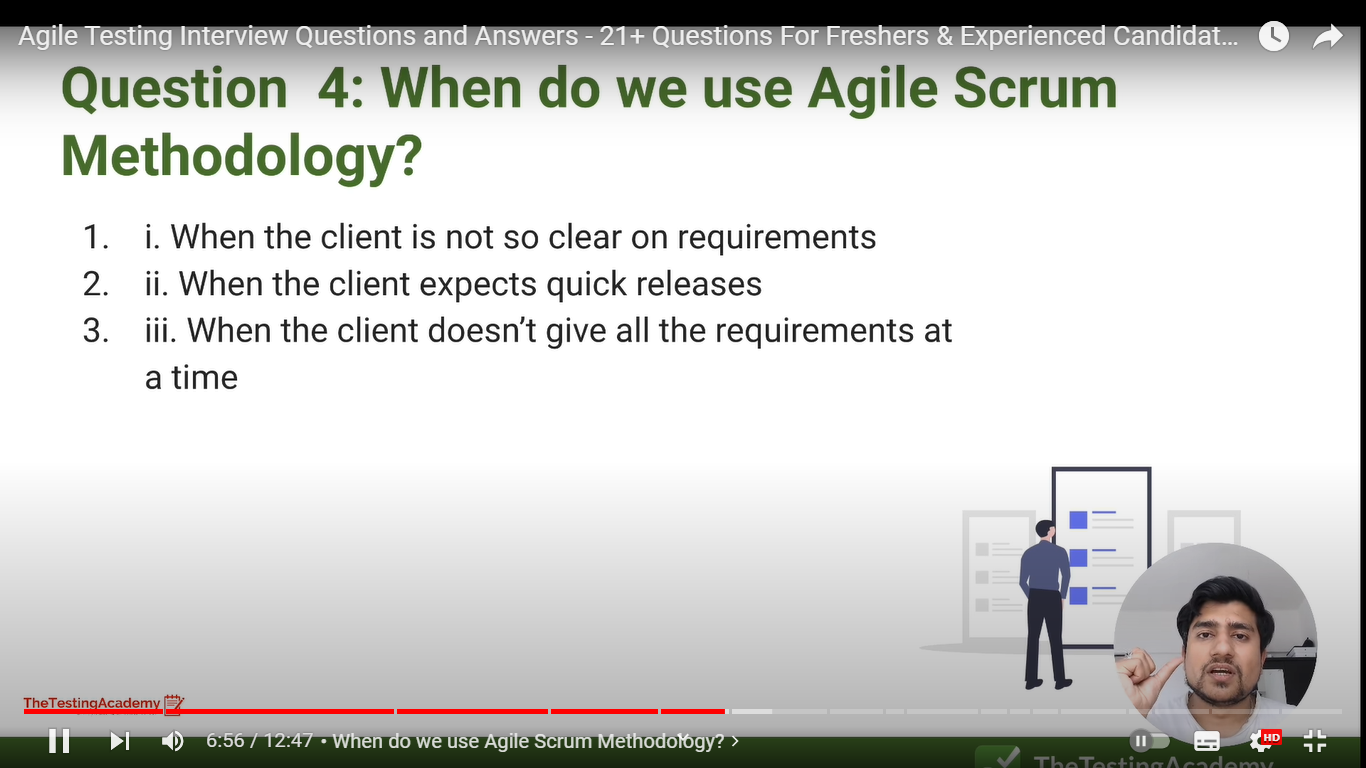 Agile Testing Interview Questions and Answers - 21+ Questions For Freshers & Experienced Candidat...
Question 4: When do we use Agile Scrum
Methodology?
1. i. When the client is not so clear on requirements
2. ii. When the client expects quick releases
3. iii. When the client doesn’t give all the requirements at
a time
TheTestingAcademy
6:56 / 12:47 • When do we use Agile Scrum Methodology?
HD
TheTestingAcademy